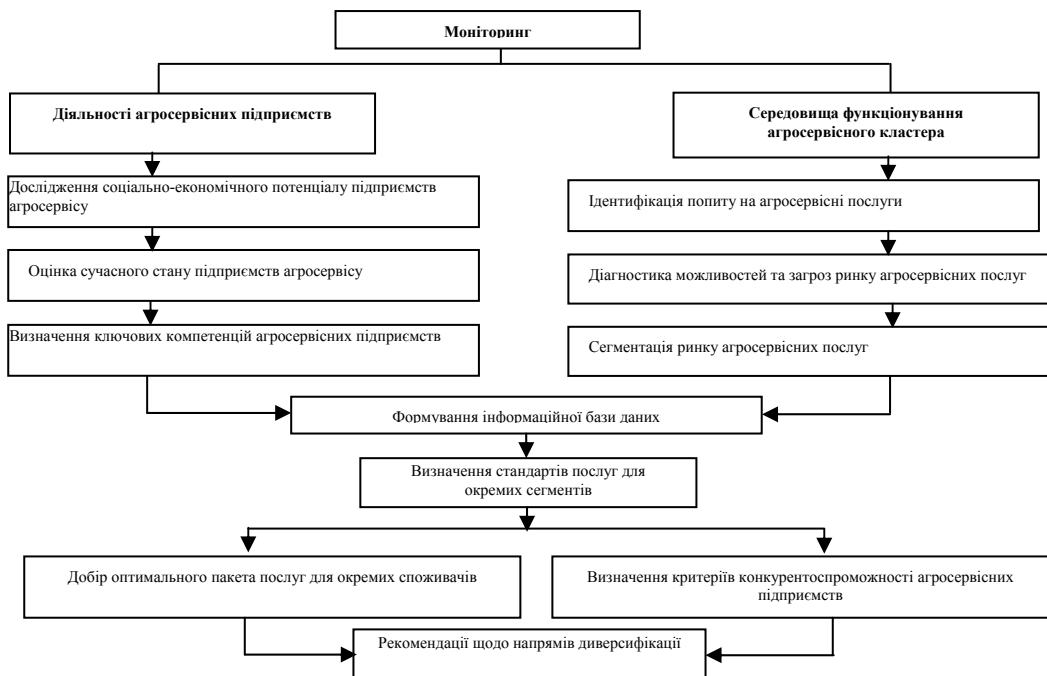 Моніторинг
Діяльності агросервісних підприємств
Середовища функціонування
агросервісного кластера
Дослідження соціально-економічного потенціалу підприємств
агросервісу
Ідентифікація попиту на агросервісні послуги
Оцінка сучасного стану підприємств агросервісу
Діагностика можливостей та загроз ринку агросервісних послуг
Визначення ключових компетенцій агросервісних підприємств
Сегментація ринку агросервісних послуг
Формування інформаційної бази даних
Визначення стандартів послуг для
окремих сегментів
Добір оптимального пакета послуг для окремих споживачів
Визначення критеріїв конкурентоспроможності агросервісних
підприємств
Рекомендації щодо напрямів диверсифікації